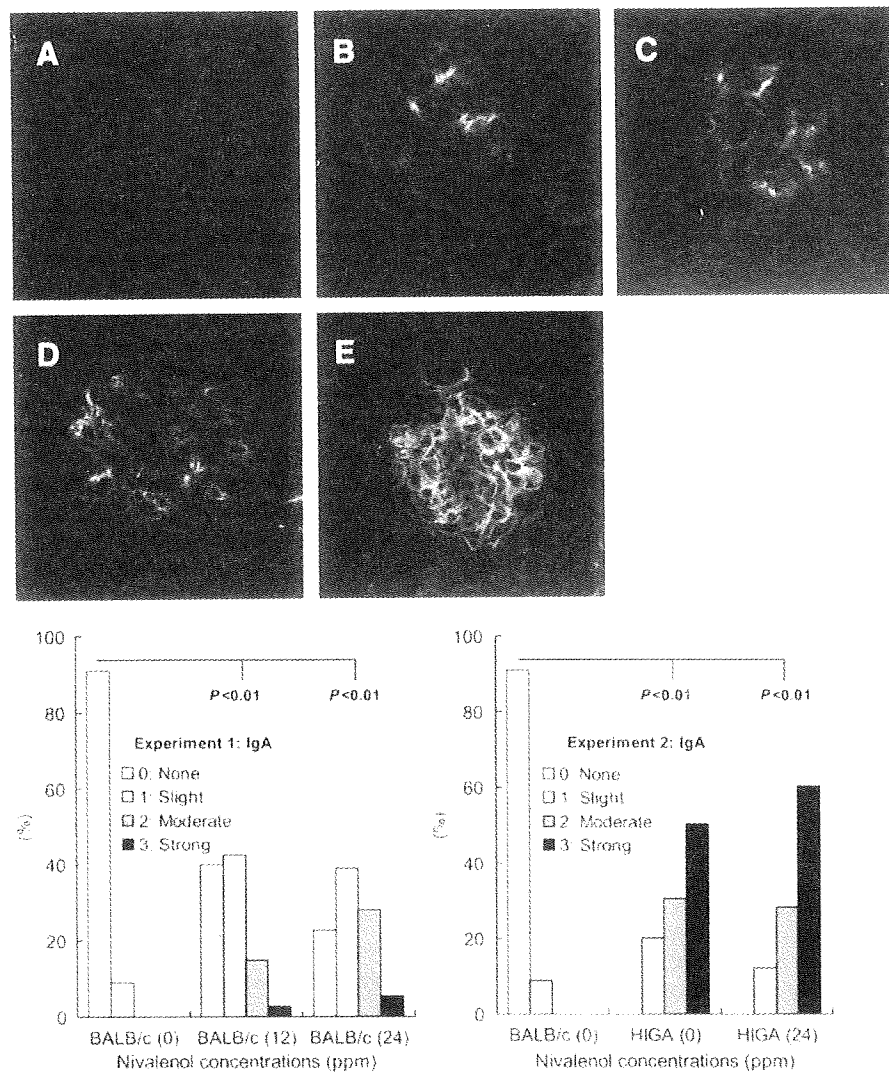 A
B
C
D
E
100
80
60
40
20
0
(%)
P<0.01
P<0.01
Experiment 1: IgA
0: None
1: Slight
2: Moderate
3: Strong
BALB/c (0)
BALB/c (12)
BALB/c (24)
Nivalenol concentrations (ppm)
100
80
60
40
20
0
(%)
P<0.01
P<0.01
Experiment 2: IgA
0: None
1: Slight
2: Moderate
3: Strong
BALB/c (0)
HIGA (0)
HIGA (24)
Nivalenol concentrations (ppm)